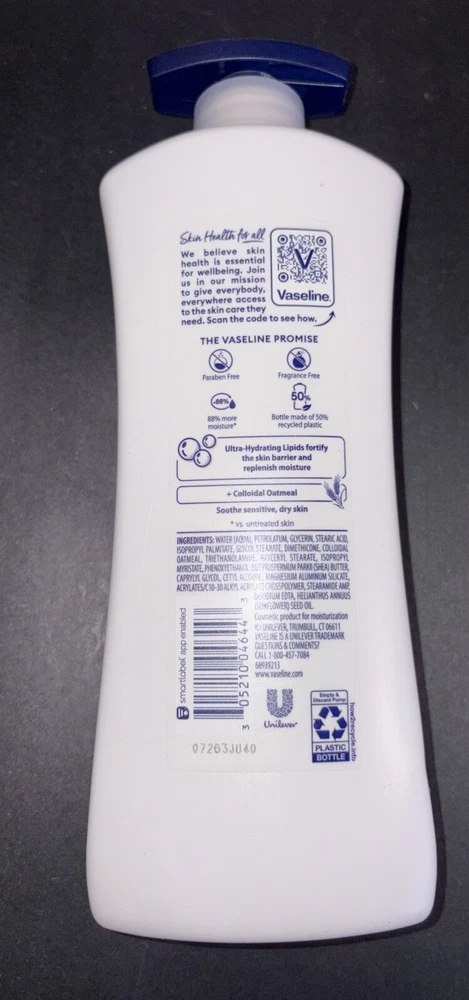 Skin Health for all
We believe skin
health is essential
for wellbeing. Join
us in our mission
to give everybody,
everywhere access
to the skin care they
need. Scan the code to see how.
V
Vaseline
THE VASELINE PROMISE
Paraben Free
Fragrance Free
+88%
88% more
moisture*
50%
Bottle made of 50%
recycled plastic
Ultra-Hydrating Lipids fortify
the skin barrier and
replenish moisture
+ Colloidal Oatmeal
Soothe sensitive, dry skin
* vs. untreated skin
INGREDIENTS: WATER (AQUA), PETROLATUM, GLYCERIN, STEARIC ACID,
ISOPROPYL PALMITATE, GLYCOL STEARATE, DIMETHICONE, COLLOIDAL
OATMEAL, TRIETHANOLAMINE, GLYCERYL STEARATE, ISOPROPYL
MYRISTATE, PHENOXYETHANOL, BUTYROSPERMUM PARKII (SHEA) BUTTER,
CAPRYLYL GLYCOL, CETYL ALCOHOL, MAGNESIUM ALUMINUM SILICATE,
ACRYLATES/C10-30 ALKYL ACRYLATE CROSSPOLYMER, STEARAMIDE AMP,
DISODIUM EDTA, HELIANTHUS ANNUUS
(SUNFLOWER) SEED OIL.
Cosmetic product for moisturization
© UNILEVER, TRUMBULL, CT 06611
VASELINE IS A UNILEVER TRADEMARK
QUESTIONS & COMMENTS?
CALL 1-800-457-7084
68939213
www.vaseline.com
smartlabel app enabled
3 05210 04644
Unilever
Empty &
Discard Pump
PLASTIC
BOTTLE
how2recycle.info
07263JU40